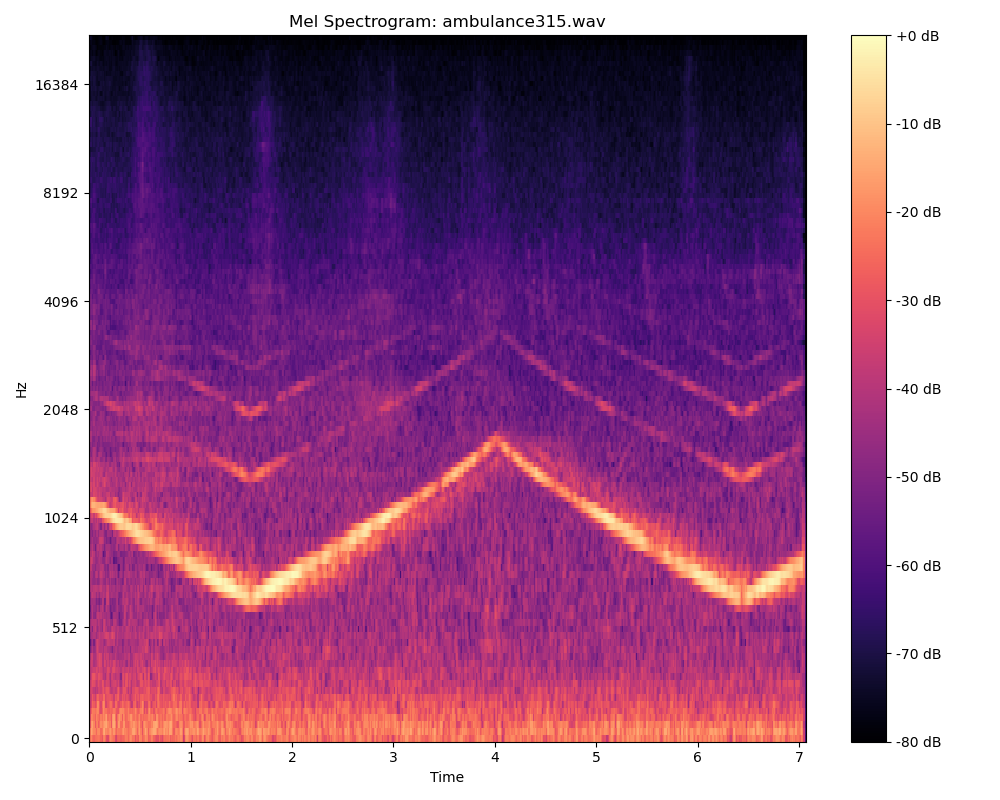 Mel Spectrogram: ambulance315.wav
+0 dB
16384
-10 dB
8192
-20 dB
4096
-30 dB
Hz
2048
-40 dB
-50 dB
1024
-60 dB
512
-70 dB
0
-80 dB
0 1 2 3 4 5 6 7
Time